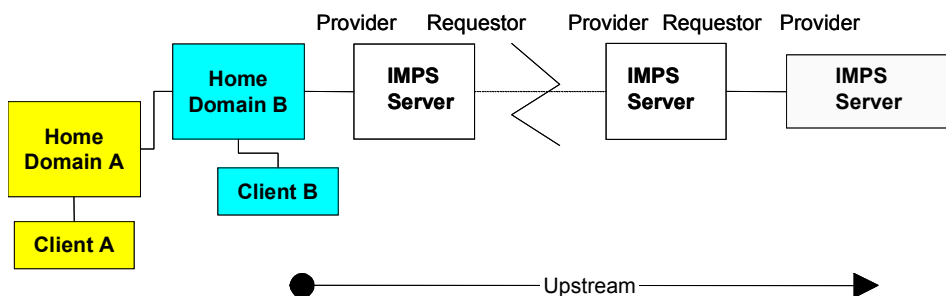 Provider Requestor Provider Requestor Provider
Home
Domain B
IMPS
Server
IMPS
Server
IMPS
Server
Home
Domain A
Client B
Client A
Upstream